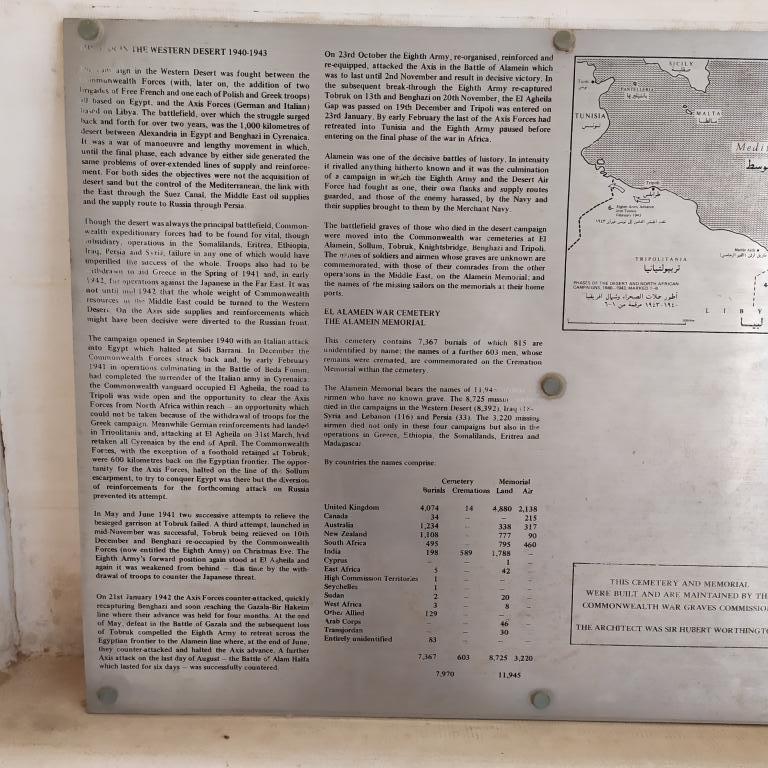 IN THE WESTERN DESERT 1940-1943
in the Western Desert was fought between the
Commonwealth Forces (with, later on, the addition of two
brigades of Free French and one each of Polish and Greek troops)
all based on Egypt, and the Axis Forces (German and Italian)
based on Libya. The battlefield, over which the struggle surged
back and forth for over two years, was the 1,000 kilometres of
desert between Alexandria in Egypt and Benghazi in Cyrenaica.
It was a war of manoeuvre and lengthy movement in which,
until the final phase, each advance by either side generated the
same problems of over-extended lines of supply and reinforce-
ment. For both sides the objectives were not the acquisition of
desert sand but the control of the Mediterranean, the link with
the East through the Suez Canal, the Middle East oil supplies
and the supply route to Russia through Persia.
Though the desert was always the principal battlefield, Common-
wealth expeditionary forces had to be found for vital, though
subsidiary, operations in the Somalilands, Eritrea, Ethiopia,
Iraq, Persia and Syria, failure in any one of which would have
imperilled the success of the whole. Troops also had to be
withdrawn to aid Greece in the Spring of 1941 and, in early
1942, for operations against the Japanese in the Far East. It was
not until mid 1942 that the whole weight of Commonwealth
resources in the Middle East could be turned to the Western
Desert. On the Axis side supplies and reinforcements which
might have been decisive were diverted to the Russian front.
The campaign opened in September 1940 with an Italian attack
into Egypt which halted at Sidi Barrani. In December the
Commonwealth Forces struck back and, by early February
1941 in operations culminating in the Battle of Beda Fomm,
had completed the surrender of the Italian army in Cyrenaica;
the Commonwealth vanguard occupied El Agheila, the road to
Tripoli was wide open and the opportunity to clear the Axis
Forces from North Africa within reach — an opportunity which
could not be taken because of the withdrawal of troops for the
Greek campaign. Meanwhile German reinforcements had landed
in Tripolitania and, attacking at El Agheila on 31st March, had
retaken all Cyrenaica by the end of April. The Commonwealth
Forces, with the exception of a foothold retained at Tobruk,
were 600 kilometres back on the Egyptian frontier. The oppor-
tunity for the Axis Forces, halted on the line of the Sollum
escarpment, to try to conquer Egypt was there but the diversion
of reinforcements for the forthcoming attack on Russia
prevented its attempt.
In May and June 1941 two successive attempts to relieve the
besieged garrison at Tobruk failed. A third attempt, launched in
mid-November was successful, Tobruk being relieved on 10th
December and Benghazi re-occupied by the Commonwealth
Forces (now entitled the Eighth Army) on Christmas Eve. The
Eighth Army's forward position again stood at El Agheila and
again it was weakened from behind — this time by the with-
drawal of troops to counter the Japanese threat.
On 21st January 1942 the Axis Forces counter-attacked, quickly
recapturing Benghazi and soon reaching the Gazala-Bir Hakeim
line where their advance was held for four months. At the end
of May, defeat in the Battle of Gazala and the subsequent loss
of Tobruk compelled the Eighth Army to retreat across the
Egyptian frontier to the Alamein line where, at the end of June,
they counter-attacked and halted the Axis advance. A further
Axis attack on the last day of August — the Battle of Alam Halfa
which lasted for six days — was successfully countered.
On 23rd October the Eighth Army, re-organised, reinforced and
re-equipped, attacked the Axis in the Battle of Alamein which
was to last until 2nd November and result in decisive victory. In
the subsequent break-through the Eighth Army re-captured
Tobruk on 13th and Benghazi on 20th November, the El Agheila
Gap was passed on 19th December and Tripoli was entered on
23rd January. By early February the last of the Axis Forces had
retreated into Tunisia and the Eighth Army paused before
entering on the final phase of the war in Africa.
Alamein was one of the decisive battles of history. In intensity
it rivalled anything hitherto known and it was the culmination
of a campaign in which the Eighth Army and the Desert Air
Force had fought as one, their own flanks and supply routes
guarded, and those of the enemy harassed, by the Navy and
their supplies brought to them by the Merchant Navy.
The battlefield graves of those who died in the desert campaign
were moved into the Commonwealth war cemeteries at El
Alamein, Sollum, Tobruk, Knightsbridge, Benghazi and Tripoli.
The names of soldiers and airmen whose graves are unknown are
commemorated, with those of their comrades from the other
operations in the Middle East, on the Alamein Memorial; and
the names of the missing sailors on the memorials at their home
ports.
EL ALAMEIN WAR CEMETERY
THE ALAMEIN MEMORIAL
This cemetery contains 7,367 burials of which 815 are
unidentified by name; the names of a further 603 men, whose
remains were cremated, are commemorated on the Cremation
Memorial within the cemetery.
The Alamein Memorial bears the names of 11,94
airmen who have no known grave. The 8,725 missing
died in the campaigns in the Western Desert (8,392), Iraq
Syria and Lebanon (116) and Persia (33). The 3,220 missing
airmen died not only in these four campaigns but also in the
operations in Greece, Ethiopia, the Somalilands, Eritrea and
Madagascar.
By countries the names comprise:
Cemetery Memorial
Burials Cremations Land Air
United Kingdom 4,074 14 4,880 2,138
Canada 34 – – 215
Australia 1,234 – 338 317
New Zealand 1,108 – 777 90
South Africa 495 – 795 460
India 198 589 1,788 –
Cyprus – – 1 –
East Africa 5 – 42 –
High Commission Territories 1 – – –
Seychelles 1 – – –
Sudan 2 – 20 –
West Africa 3 – 8 –
Other Allied 129 – – –
Arab Corps – – 46 –
Transjordan – – 30 –
Entirely unidentified 83
7,367 603 8,725 3,220
7,970 11,945
SICILY
صقلية
PANTELLERIA
MALTA
مالطا
TUNISIA
تونس
Medi
Tripoli
TRIPOLITANIA
تريبوليتانيا
PHASES OF THE DESERT AND NORTH AFRICAN
CAMPAIGNS, 1940-1943, MARKED 1-6
LIBY
ليبيا
THIS CEMETERY AND MEMORIAL
WERE BUILT AND ARE MAINTAINED BY TH
COMMONWEALTH WAR GRAVES COMMISSIO
THE ARCHITECT WAS SIR HUBERT WORTHINGTO